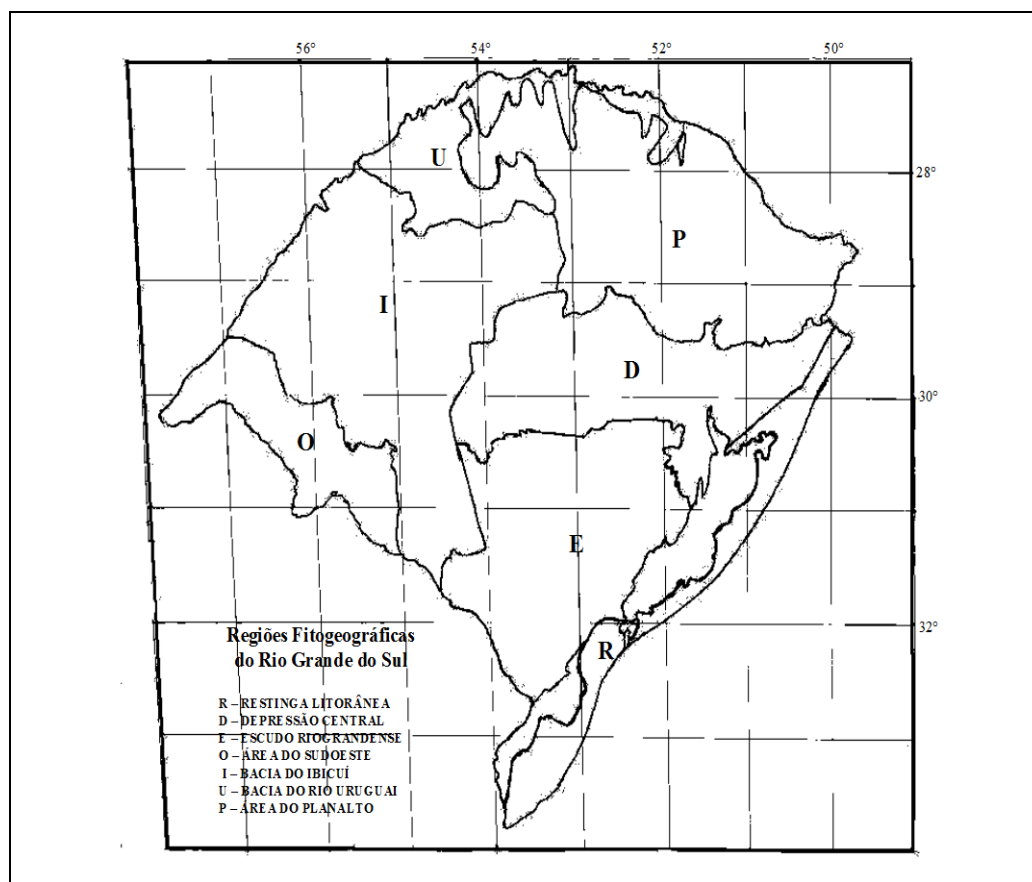 56° 54° 52° 50°
U
28°
P
I
D
30°
O
E
32°
R
Regiões Fitogeográficas
do Rio Grande do Sul
R – RESTINGA LITORÂNEA
D – DEPRESSÃO CENTRAL
E – ESCUDO RIOGRANDENSE
O – ÁREA DO SUDOESTE
I – BACIA DO IBICUÍ
U – BACIA DO RIO URUGUAI
P – ÁREA DO PLANALTO